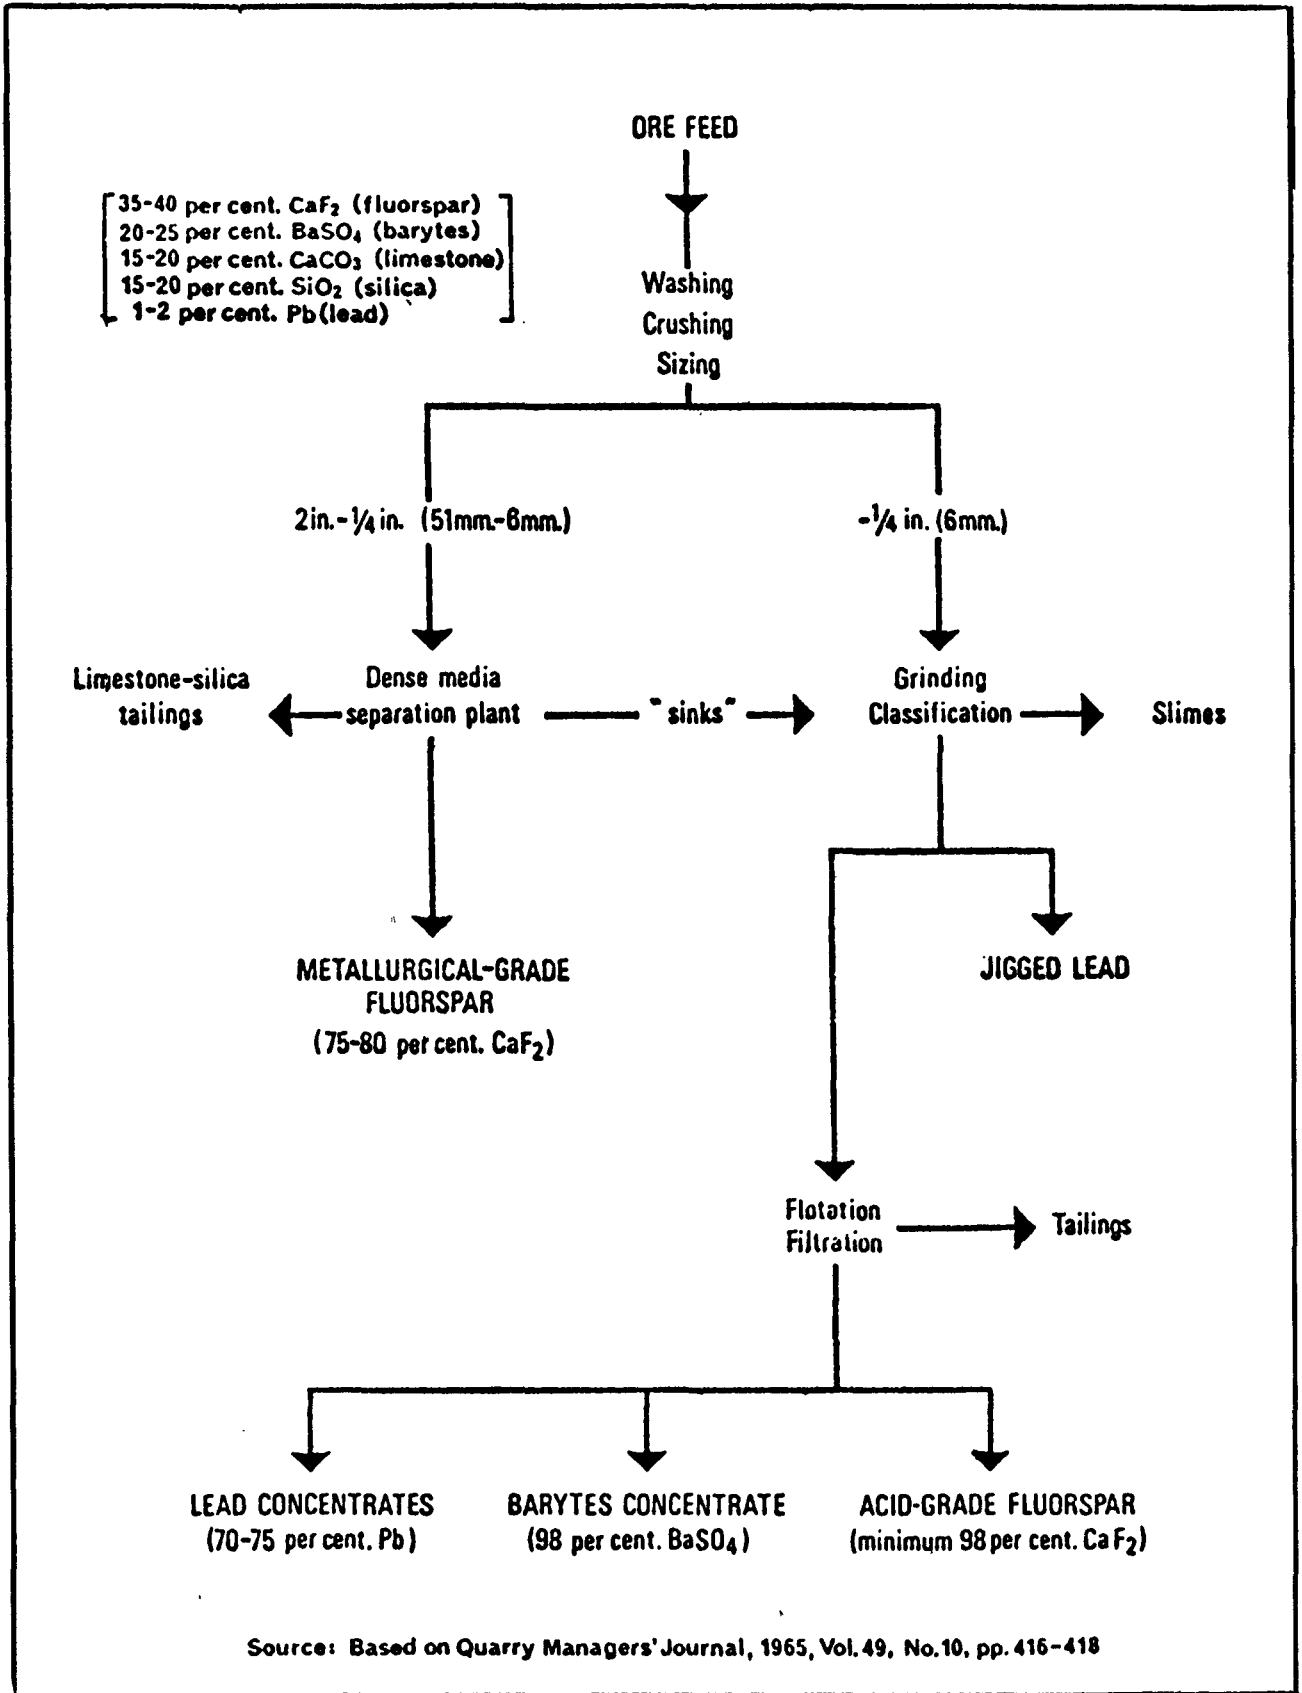 ORE FEED
35-40 per cent. CaF₂ (fluorspar)
20-25 per cent. BaSO₄ (barytes)
15-20 per cent. CaCO₃ (limestone)
15-20 per cent. SiO₂ (silica)
1-2 per cent. Pb (lead)
Washing
Crushing
Sizing
2in.-¼in. (51mm.-6mm.)
-¼ in. (6mm.)
Limestone-silica
tailings
Dense media
separation plant
"sinks"
Grinding
Classification
Slimes
METALLURGICAL-GRADE
FLUORSPAR
(75-80 per cent. CaF₂)
JIGGED LEAD
Flotation
Filtration
Tailings
LEAD CONCENTRATES
(70-75 per cent. Pb)
BARYTES CONCENTRATE
(98 per cent. BaSO₄)
ACID-GRADE FLUORSPAR
(minimum 98 per cent. CaF₂)
Source: Based on Quarry Managers' Journal, 1965, Vol. 49, No. 10, pp. 416-418